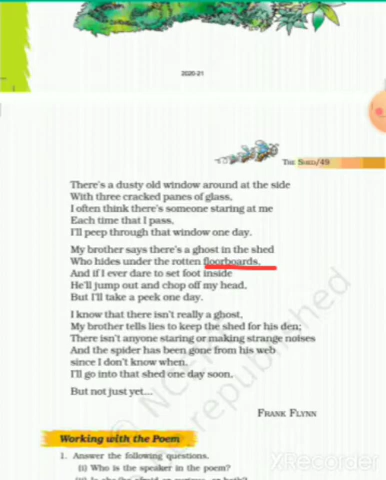 2020-21
THE SHED/49
There's a dusty old window around at the side
With three cracked panes of glass,
I often think there's someone staring at me
Each time that I pass,
I'll peep through that window one day.
My brother says there's a ghost in the shed
Who hides under the rotten floorboards,
And if I ever dare to set foot inside
He'll jump out and chop off my head,
But I'll take a peek one day.
I know that there isn't really a ghost,
My brother tells lies to keep the shed for his den;
There isn't anyone staring or making strange noises
And the spider has been gone from his web
since I don't know when,
I'll go into that shed one day soon,
But not just yet...
FRANK FLYNN
Working with the Poem
1. Answer the following questions.
(i) Who is the speaker in the poem?
XRecorder